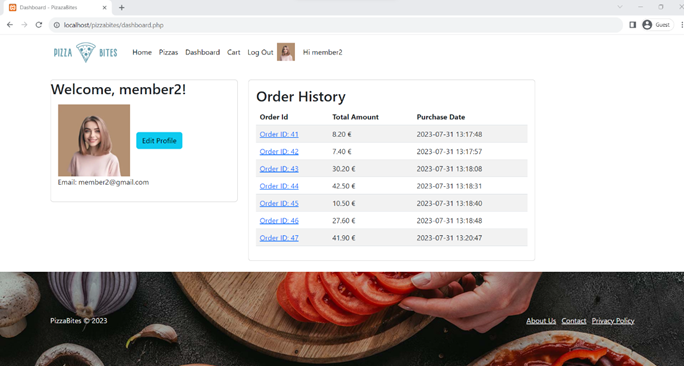 Dashboard - PizzaBites
Guest
localhost/pizzabites/dashboard.php
PIZZA BITES
Home Pizzas Dashboard Cart Log Out Hi member2
Welcome, member2!
Edit Profile
Email: member2@gmail.com
Order History
Order Id Total Amount Purchase Date
Order ID: 41 8.20 € 2023-07-31 13:17:48
Order ID: 42 7.40 € 2023-07-31 13:17:57
Order ID: 43 30.20 € 2023-07-31 13:18:08
Order ID: 44 42.50 € 2023-07-31 13:18:31
Order ID: 45 10.50 € 2023-07-31 13:18:40
Order ID: 46 27.60 € 2023-07-31 13:18:48
Order ID: 47 41.90 € 2023-07-31 13:20:47
PizzaBites © 2023
About Us Contact Privacy Policy